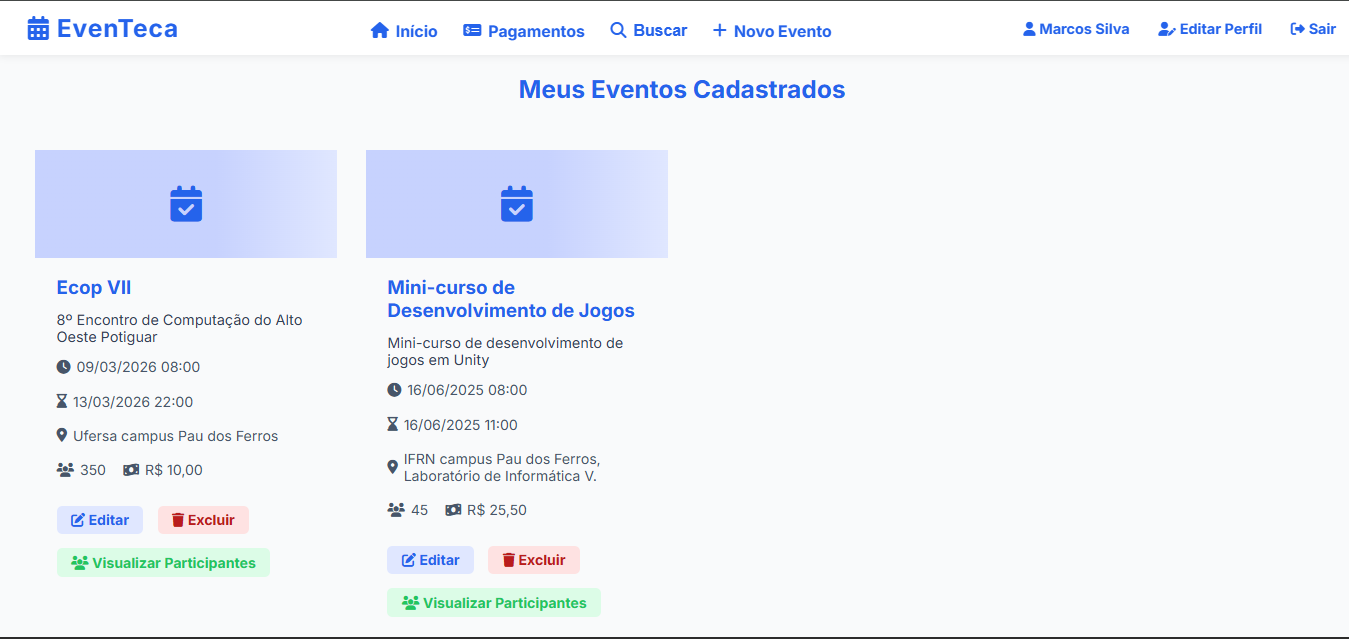 EvenTeca
Início
Pagamentos
Buscar
Novo Evento
Marcos Silva
Editar Perfil
Sair
Meus Eventos Cadastrados
Ecop VII
8º Encontro de Computação do Alto
Oeste Potiguar
09/03/2026 08:00
13/03/2026 22:00
Ufersa campus Pau dos Ferros
350 R$ 10,00
Editar Excluir
Visualizar Participantes
Mini-curso de
Desenvolvimento de Jogos
Mini-curso de desenvolvimento de
jogos em Unity
16/06/2025 08:00
16/06/2025 11:00
IFRN campus Pau dos Ferros,
Laboratório de Informática V.
45 R$ 25,50
Editar Excluir
Visualizar Participantes